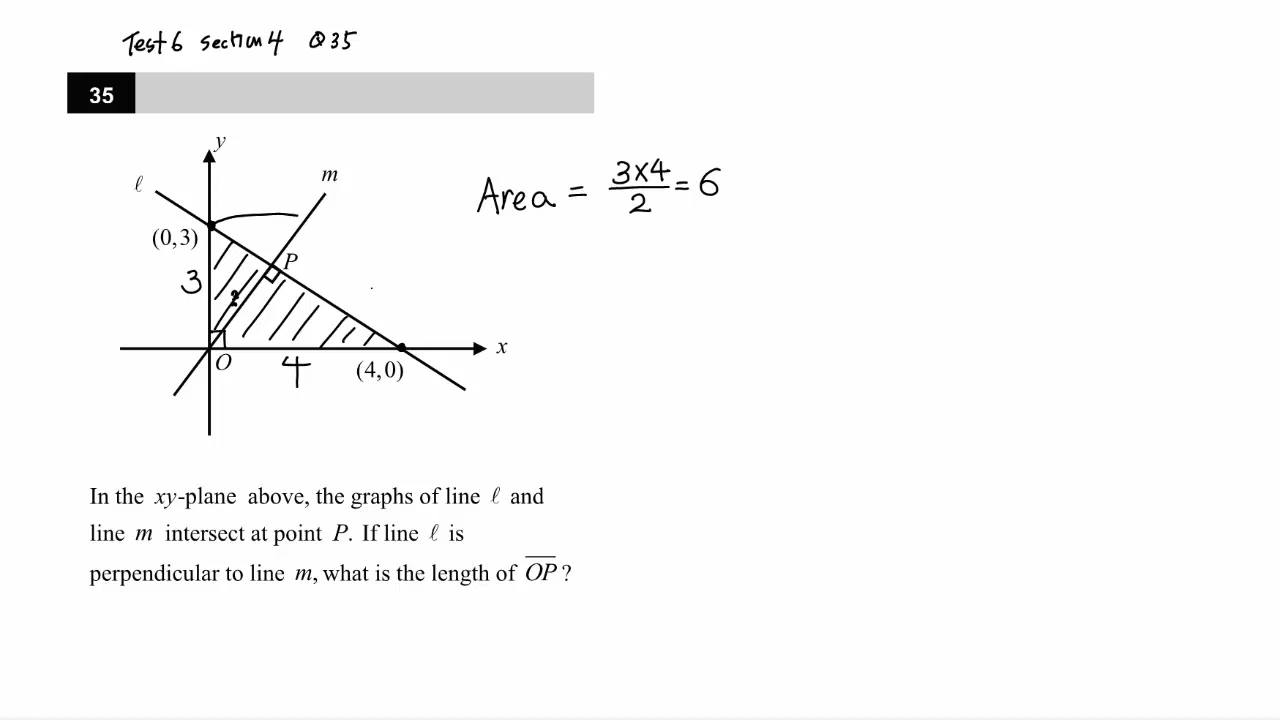 Test 6 section 4 Q35
35
y
ℓ
m
Area = 3×4/2 = 6
(0,3)
P
3
?
x
O
4
(4,0)
In the xy-plane above, the graphs of line ℓ and
line m intersect at point P. If line ℓ is
perpendicular to line m, what is the length of OP̅ ?